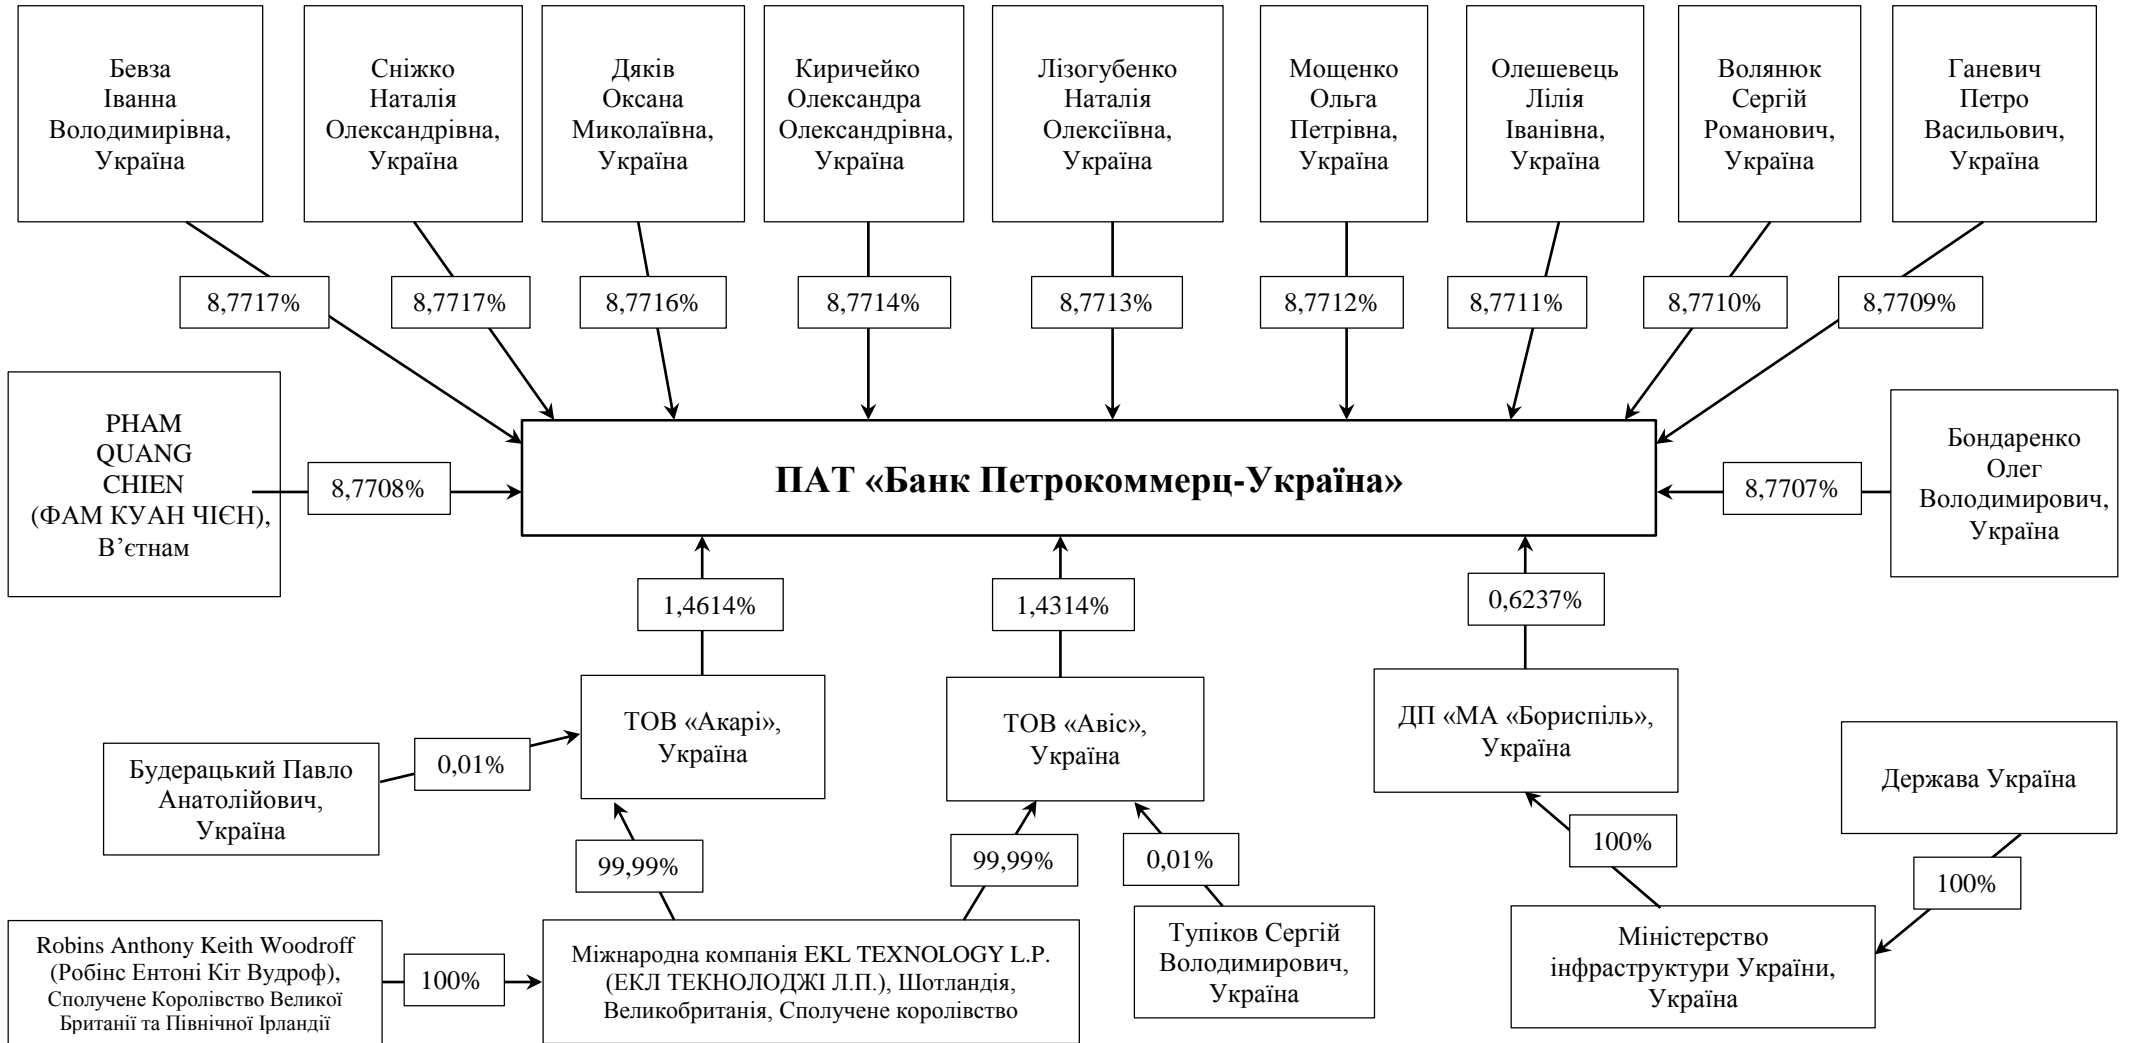 Бевза
Іванна
Володимирівна,
Україна
Сніжко
Наталія
Олександрівна,
Україна
Дяків
Оксана
Миколаївна,
Україна
Киричейко
Олександра
Олександрівна,
Україна
Лізогубенко
Наталія
Олексіївна,
Україна
Мощенко
Ольга
Петрівна,
Україна
Олешевець
Лілія
Іванівна,
Україна
Волянюк
Сергій
Романович,
Україна
Ганевич
Петро
Васильович,
Україна
8,7717%
8,7717%
8,7716%
8,7714%
8,7713%
8,7712%
8,7711%
8,7710%
8,7709%
PHAM
QUANG
CHIEN
(ФАМ КУАН ЧІЄН),
В’єтнам
8,7708%
ПАТ «Банк Петрокоммерц-Україна»
8,7707%
Бондаренко
Олег
Володимирович,
Україна
1,4614%
1,4314%
0,6237%
ТОВ «Акарі»,
Україна
ТОВ «Авіс»,
Україна
ДП «МА «Бориспіль»,
Україна
Будерацький Павло
Анатолійович,
Україна
0,01%
Держава Україна
99,99%
99,99%
0,01%
100%
100%
Robins Anthony Keith Woodroff
(Робінс Ентоні Кіт Вудроф),
Сполучене Королівство Великої
Британії та Північної Ірландії
100%
Міжнародна компанія EKL TEXNOLOGY L.P.
(ЕКЛ ТЕКНОЛОДЖІ Л.П.), Шотландія,
Великобританія, Сполучене королівство
Тупіков Сергій
Володимирович,
Україна
Міністерство
інфраструктури України,
Україна